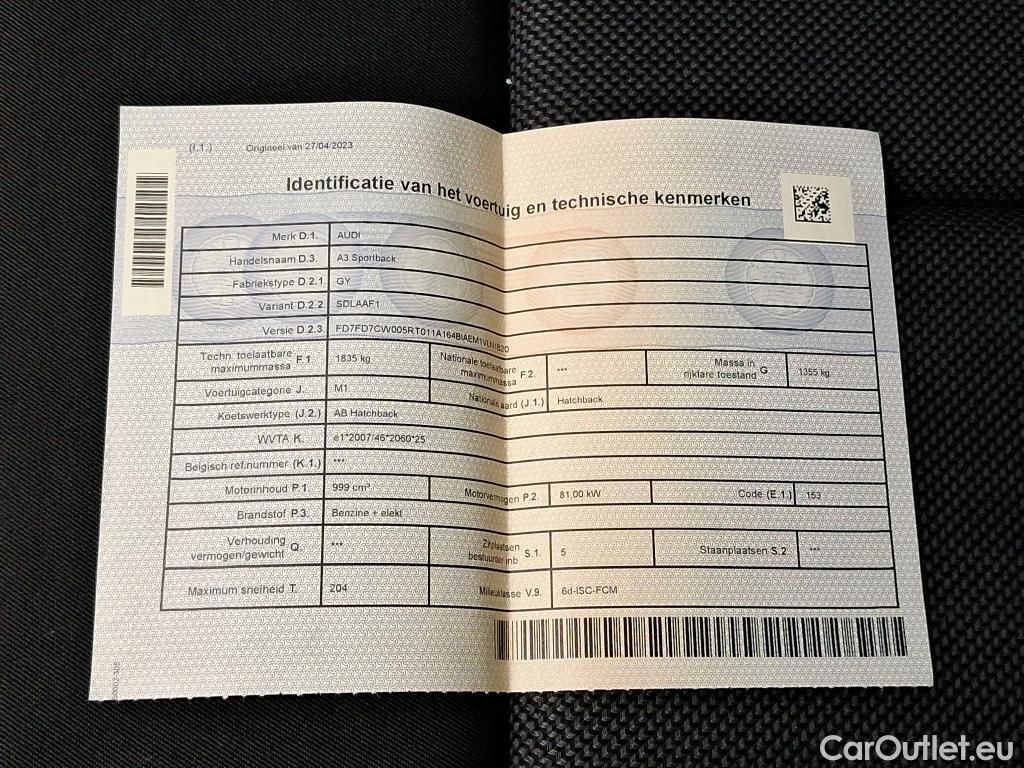 (I.1.) Origineel van 27/04/2023
Identificatie van het voertuig en technische kenmerken
Merk D.1. AUDI
Handelsnaam D.3. A3 Sportback
Fabriekstype D.2.1. GY
Variant D.2.2. SDLAAF1
Versie D.2.3. FD7FD7CW005RT011A164BIAEM1VLN1B20
Techn. toelaatbare maximummassa F.1. 1835 kg Nationale toelaatbare maximummassa F.2. *** Massa in rijklare toestand G. 1355 kg
Voertuigcategorie J. M1 Nationale aard (J.1.) Hatchback
Koetswerktype (J.2.) AB Hatchback
WVTA K. e1*2007/46*2060*25
Belgisch ref.nummer (K.1.) ***
Motorinhoud P.1. 999 cm³ Motorvermogen P.2. 81,00 kW Code (E.1.) 153
Brandstof P.3. Benzine + elekt
Verhouding vermogen/gewicht Q. *** Zitplaatsen bestuurder inb S.1. 5 Staanplaatsen S.2. ***
Maximum snelheid T. 204 Milieuklasse V.9. 6d-ISC-FCM
CarOutlet.eu